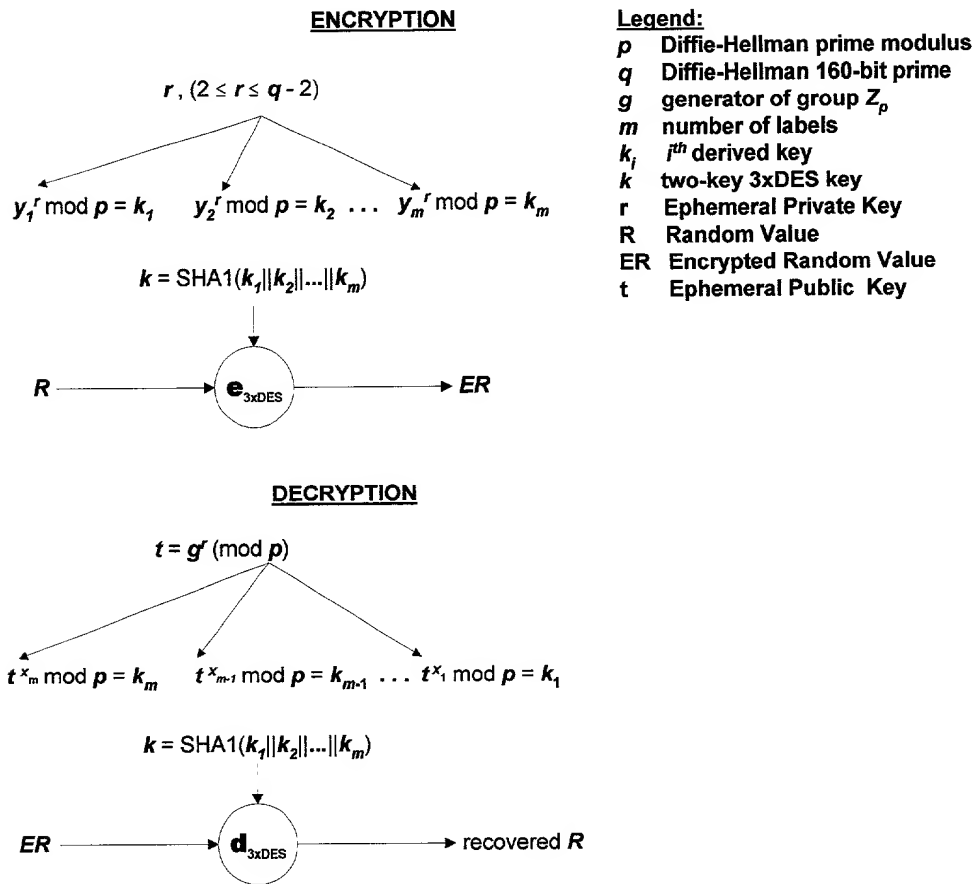 ENCRYPTION
r , (2 ≤ r ≤ q - 2)
y₁ʳ mod p = k₁ y₂ʳ mod p = k₂ . . . yₘʳ mod p = kₘ
k = SHA1(k₁||k₂||...||kₘ)
R e₃ₓDES ER
Legend:
p Diffie-Hellman prime modulus
q Diffie-Hellman 160-bit prime
g generator of group Zₚ
m number of labels
kᵢ iᵗʰ derived key
k two-key 3xDES key
r Ephemeral Private Key
R Random Value
ER Encrypted Random Value
t Ephemeral Public Key
DECRYPTION
t = gʳ (mod p)
t^xₘ mod p = kₘ t^xₘ₋₁ mod p = kₘ₋₁ . . . t^x₁ mod p = k₁
k = SHA1(k₁||k₂||...||kₘ)
ER d₃ₓDES recovered R